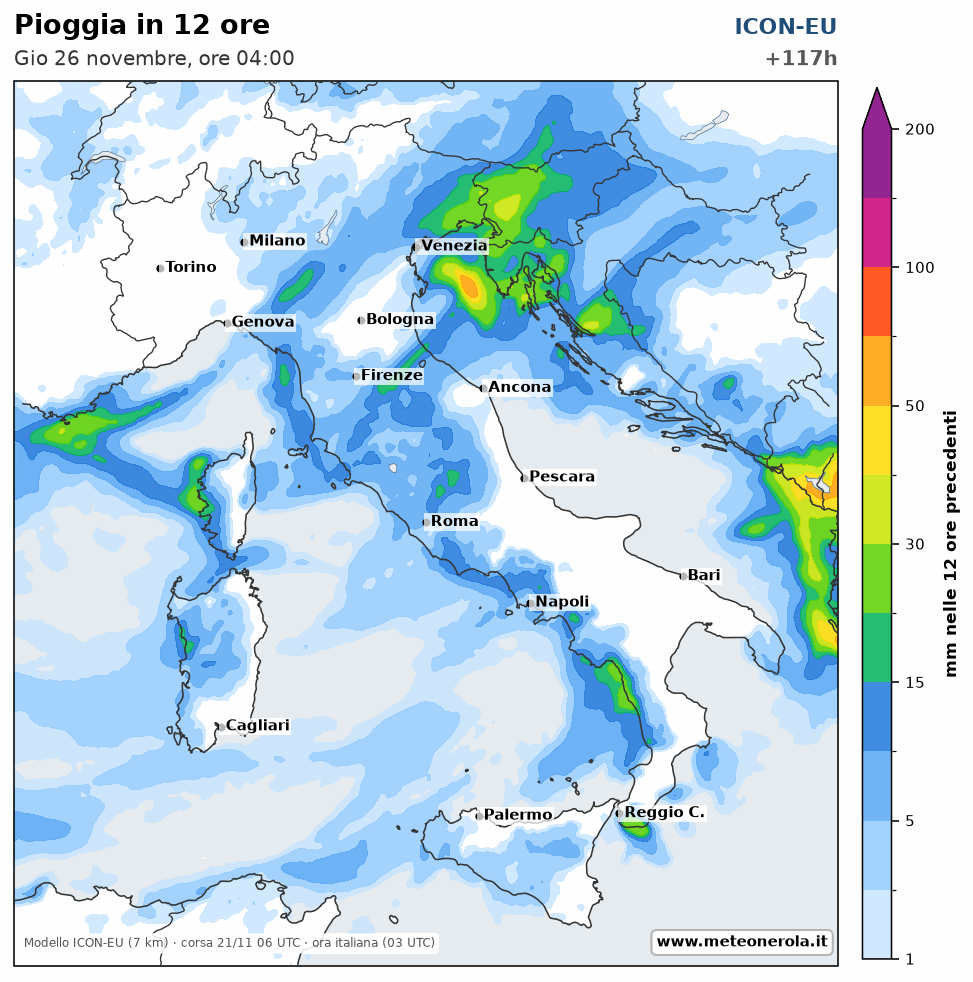 Pioggia in 12 ore
ICON-EU
Gio 26 novembre, ore 04:00
+117h
200
100
50
30
15
5
1
mm nelle 12 ore precedenti
Milano
Venezia
Torino
Genova
Bologna
Firenze
Ancona
Pescara
Roma
Bari
Napoli
Cagliari
Palermo
Reggio C.
Modello ICON-EU (7 km) · corsa 21/11 06 UTC · ora italiana (03 UTC)
www.meteonerola.it